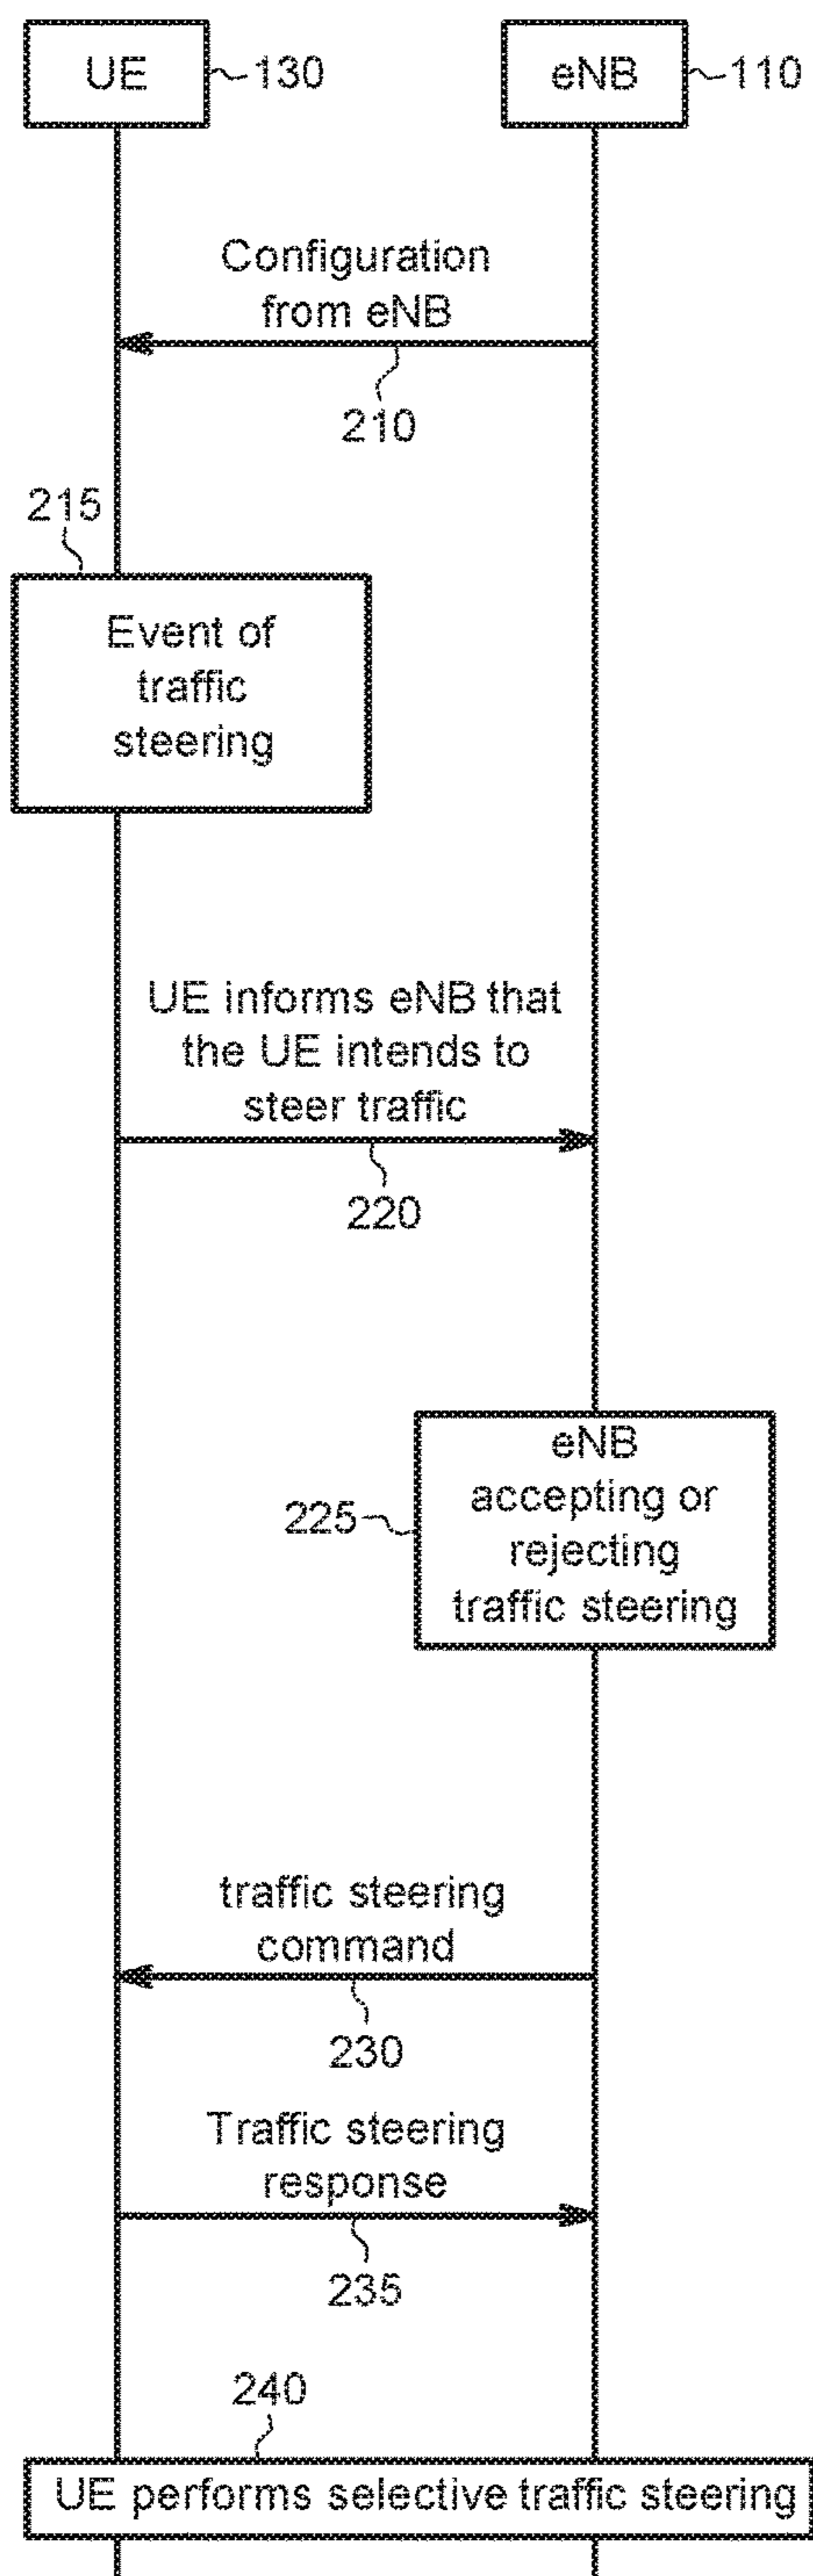 UE
130
eNB
110
Configuration
from eNB
210
215
Event of
traffic
steering
UE informs eNB that
the UE intends to
steer traffic
220
eNB
accepting or
rejecting
traffic steering
225
traffic steering
command
230
Traffic steering
response
235
240
UE performs selective traffic steering